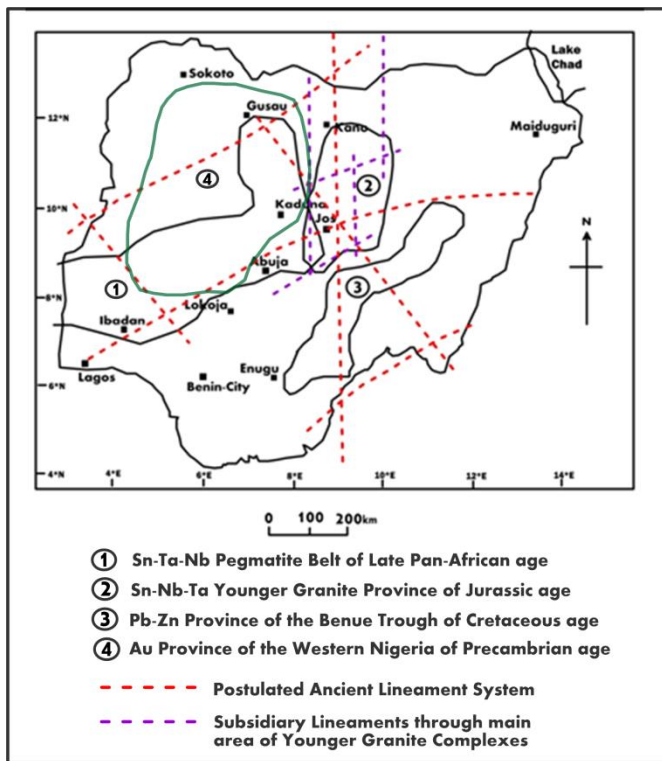 Lake
Chad
Sokoto
12°N
Gusau
Kano
Maiduguri
4
2
10°N
Kaduna
Jos
N
Abuja
8°N
1
3
Lokoja
Ibadan
Lagos
6°N
Benin-City
Enugu
4°N
4°E
6°E
8°E
10°E
12°E
14°E
0 100 200km
1 Sn-Ta-Nb Pegmatite Belt of Late Pan-African age
2 Sn-Nb-Ta Younger Granite Province of Jurassic age
3 Pb-Zn Province of the Benue Trough of Cretaceous age
4 Au Province of the Western Nigeria of Precambrian age
Postulated Ancient Lineament System
Subsidiary Lineaments through main
area of Younger Granite Complexes